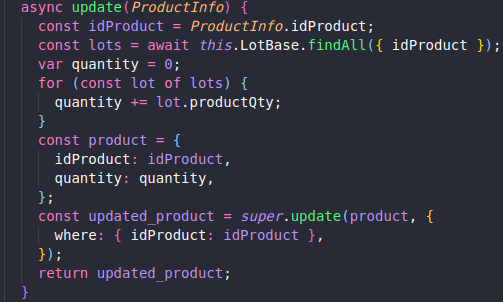 async update(ProductInfo) {
const idProduct = ProductInfo.idProduct;
const lots = await this.LotBase.findAll({ idProduct });
var quantity = 0;
for (const lot of lots) {
quantity += lot.productQty;
}
const product = {
idProduct: idProduct,
quantity: quantity,
};
const updated_product = super.update(product, {
where: { idProduct: idProduct },
});
return updated_product;
}